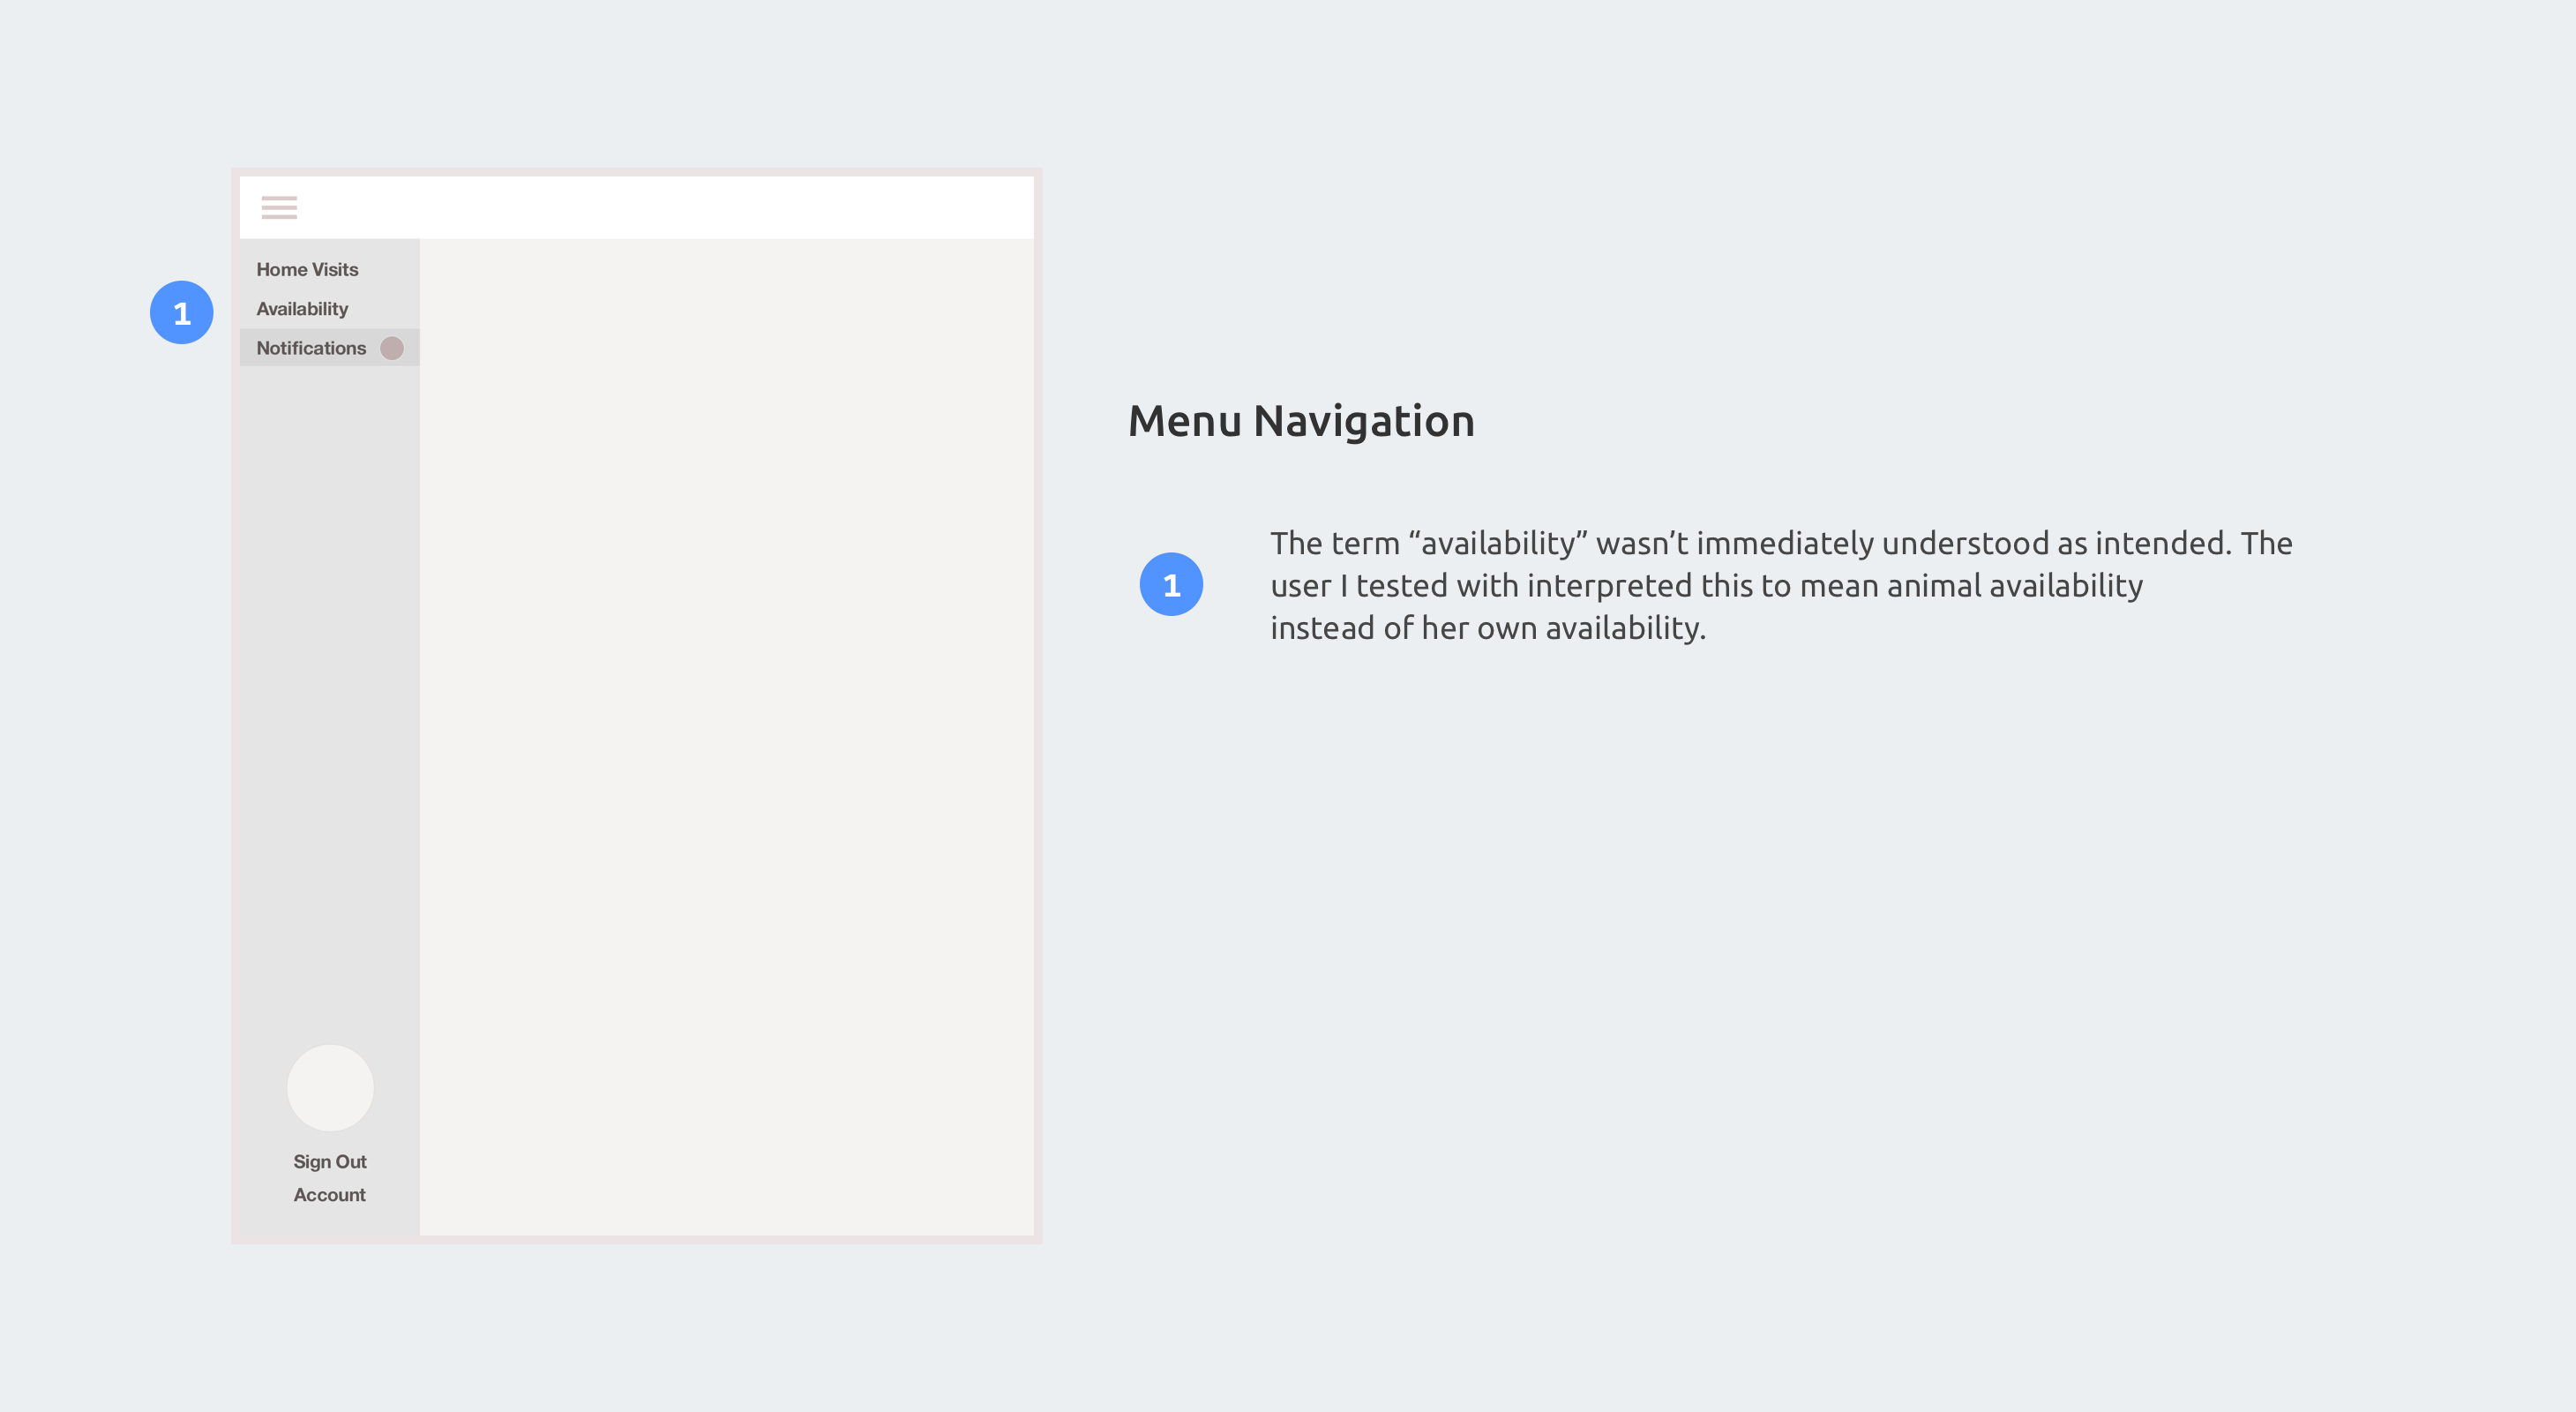 1
Home Visits
Availability
Notifications
Sign Out
Account
Menu Navigation
1
The term “availability” wasn’t immediately understood as intended. The
user I tested with interpreted this to mean animal availability
instead of her own availability.